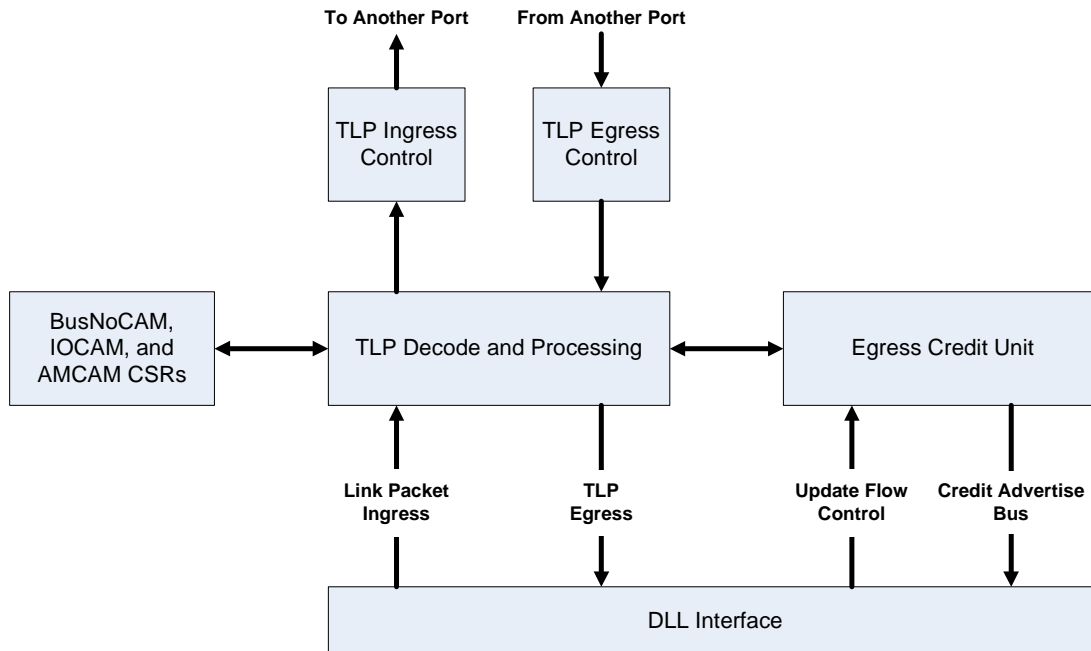 To Another Port
From Another Port
TLP Ingress
Control
TLP Egress
Control
BusNoCAM,
IOCAM, and
AMCAM CSRs
TLP Decode and Processing
Egress Credit Unit
Link Packet
Ingress
TLP
Egress
Update Flow
Control
Credit Advertise
Bus
DLL Interface